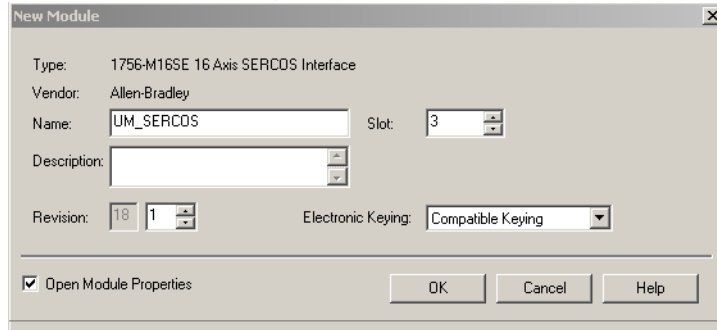 New Module
Type: 1756-M16SE 16 Axis SERCOS Interface
Vendor: Allen-Bradley
Name: UM_SERCOS Slot: 3
Description:
Revision: 18 1 Electronic Keying: Compatible Keying
Open Module Properties OK Cancel Help